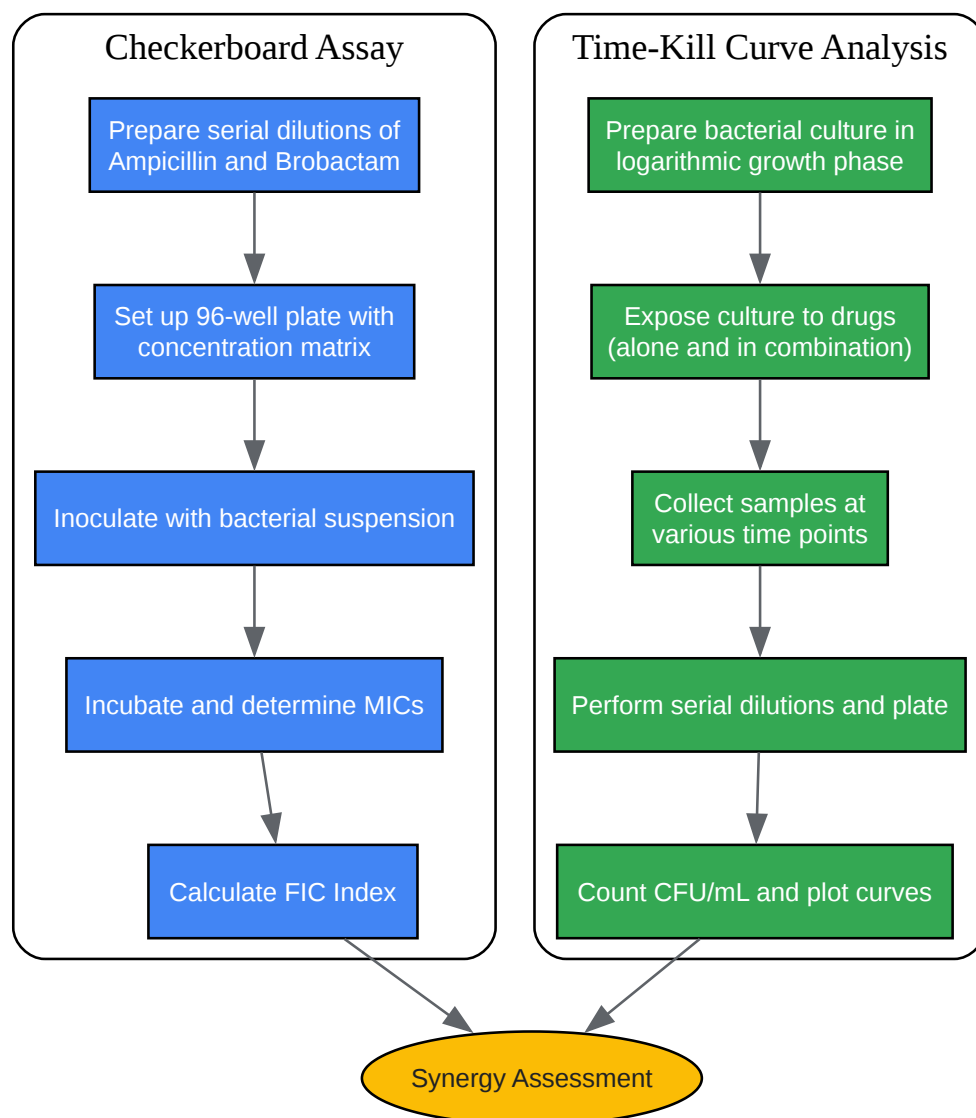 Checkerboard Assay
Prepare serial dilutions of
Ampicillin and Brobactam
Set up 96-well plate with
concentration matrix
Inoculate with bacterial suspension
Incubate and determine MICs
Calculate FIC Index
Time-Kill Curve Analysis
Prepare bacterial culture in
logarithmic growth phase
Expose culture to drugs
(alone and in combination)
Collect samples at
various time points
Perform serial dilutions and plate
Count CFU/mL and plot curves
Synergy Assessment